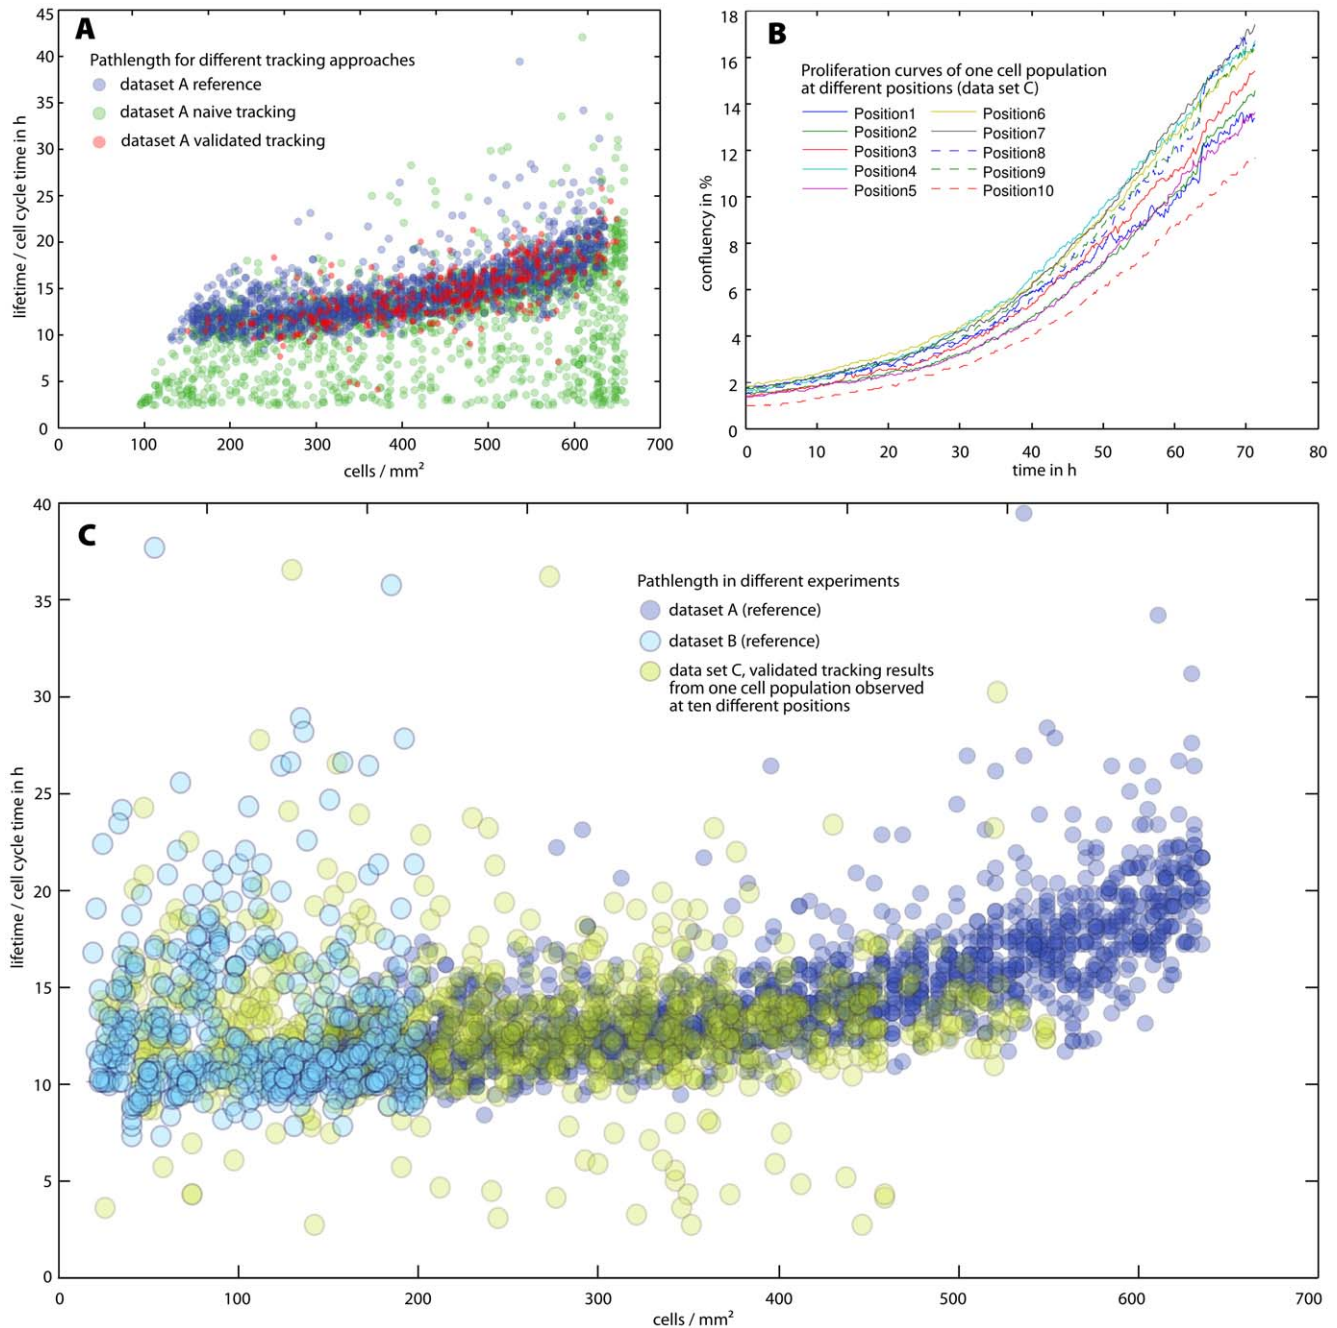 A
Pathlength for different tracking approaches
dataset A reference
dataset A naive tracking
dataset A validated tracking
45
40
35
30
25
20
15
10
5
0
lifetime / cell cycle time in h
0 100 200 300 400 500 600 700
cells / mm²
B
Proliferation curves of one cell population
at different positions (data set C)
Position1 Position6
Position2 Position7
Position3 Position8
Position4 Position9
Position5 Position10
18
16
14
12
10
8
6
4
2
0
confluency in %
0 10 20 30 40 50 60 70 80
time in h
C
Pathlength in different experiments
dataset A (reference)
dataset B (reference)
data set C, validated tracking results
from one cell population observed
at ten different positions
40
35
30
25
20
15
10
5
0
lifetime / cell cycle time in h
0 100 200 300 400 500 600 700
cells / mm²